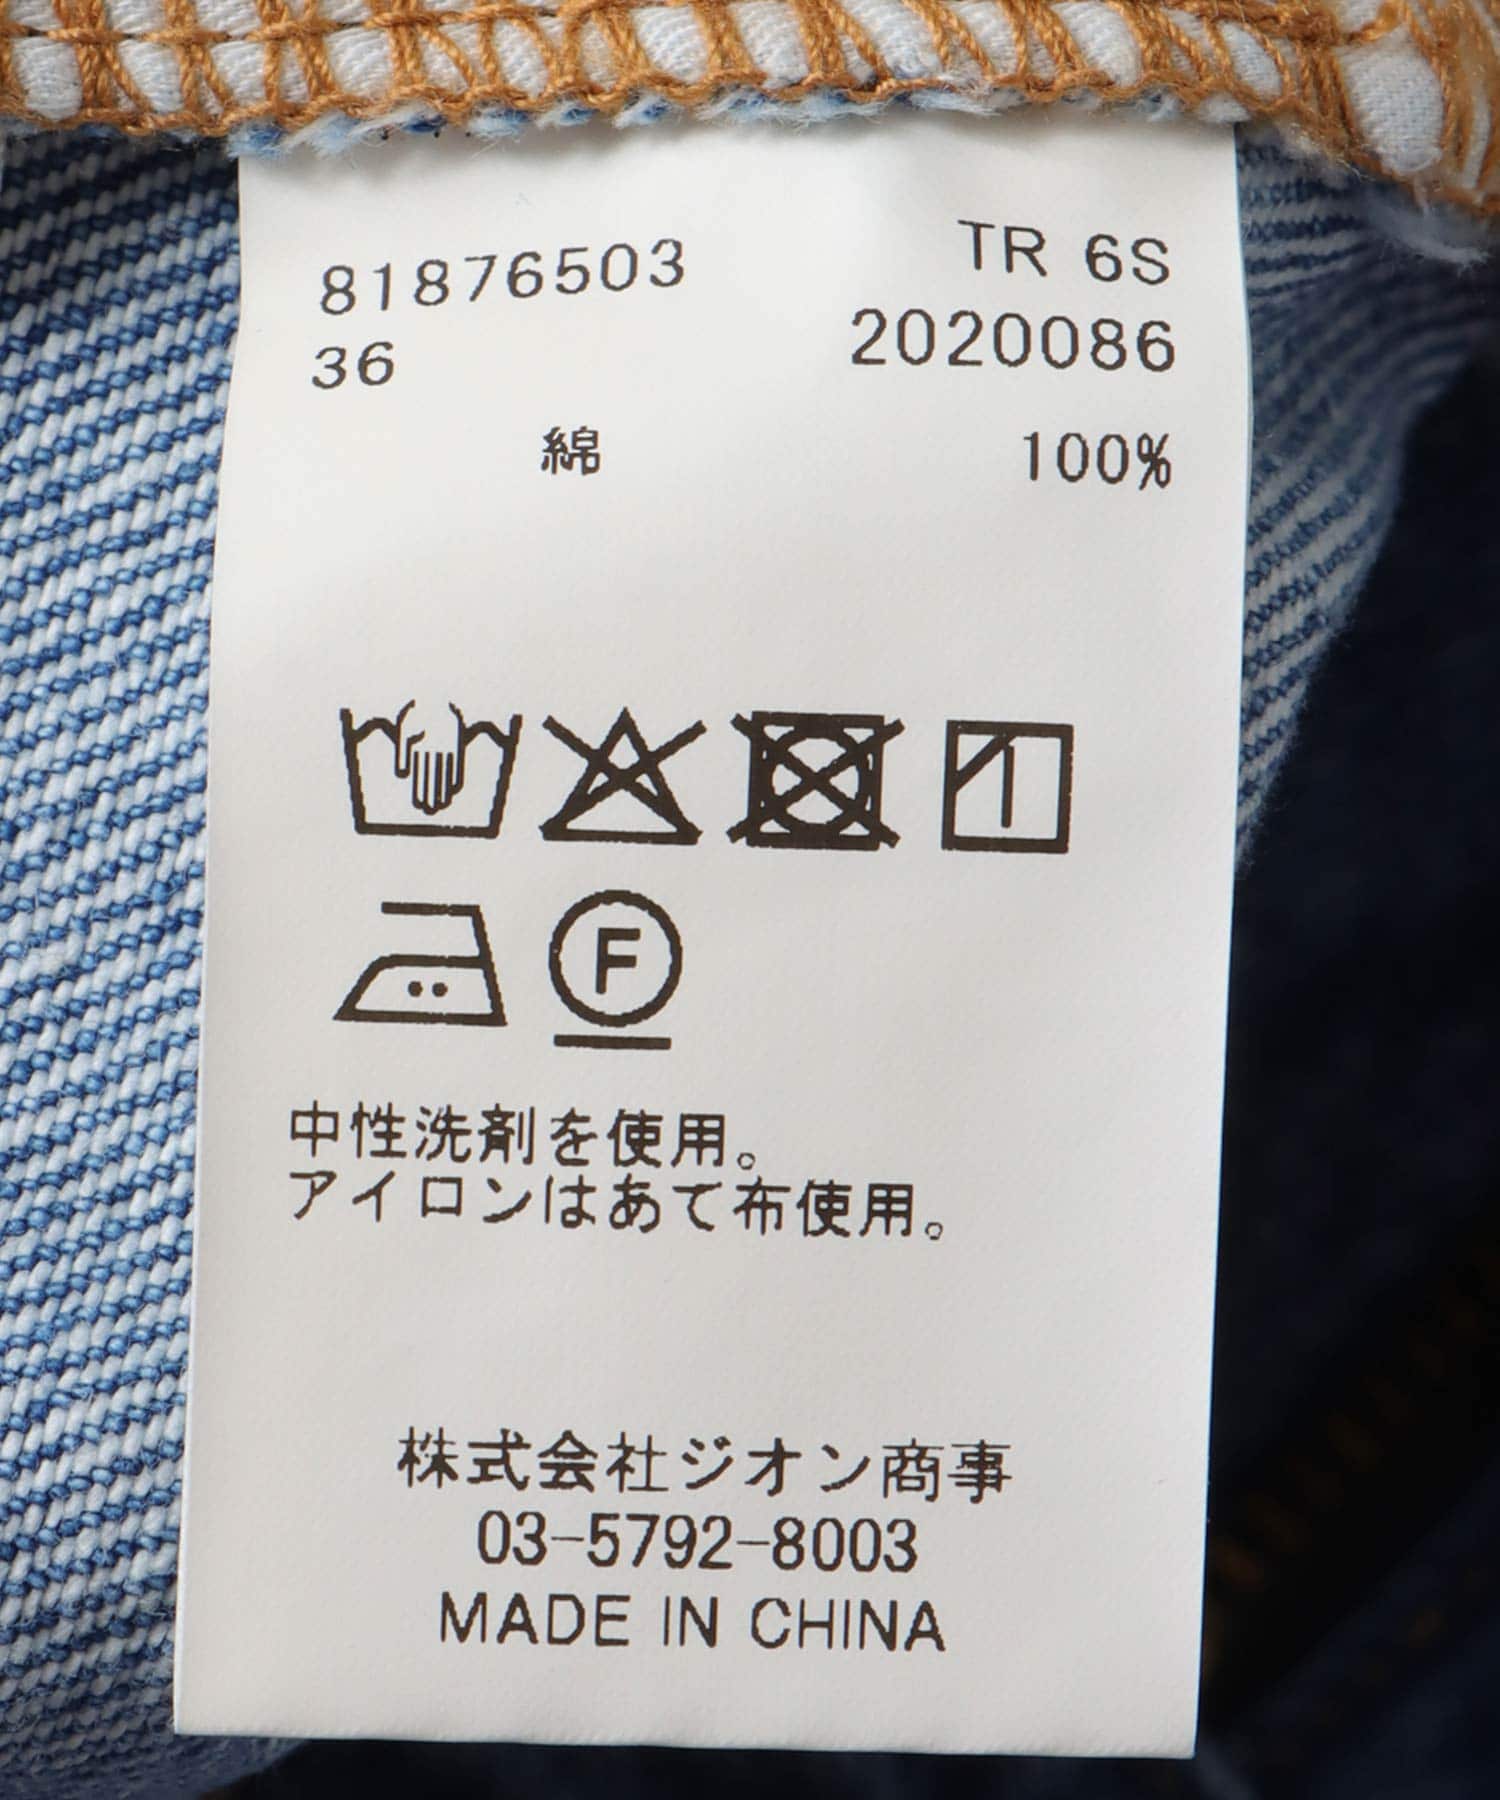 81876503 TR 6S
36 2020086
綿 100%
F
中性洗剤を使用。
アイロンはあて布使用。
株式会社ジオン商事
03-5792-8003
MADE IN CHINA